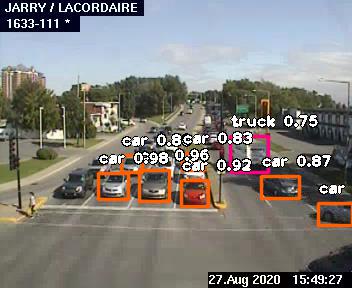 JARRY / LACORDAIRE
1633-111 *
truck 0.75
car 0.8
car 0.83
car 0.98
0.96
car 0.92
car 0.87
car
27.Aug 2020 15:49:27